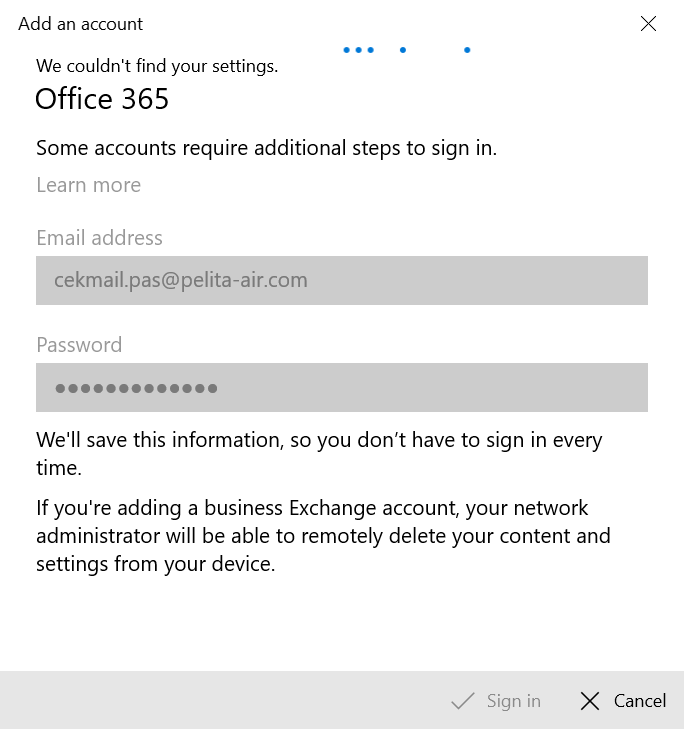 Add an account
We couldn't find your settings.
Office 365
Some accounts require additional steps to sign in.
Learn more
Email address
cekmail.pas@pelita-air.com
Password
●●●●●●●●●●●●●
We'll save this information, so you don’t have to sign in every
time.
If you're adding a business Exchange account, your network
administrator will be able to remotely delete your content and
settings from your device.
Sign in
Cancel